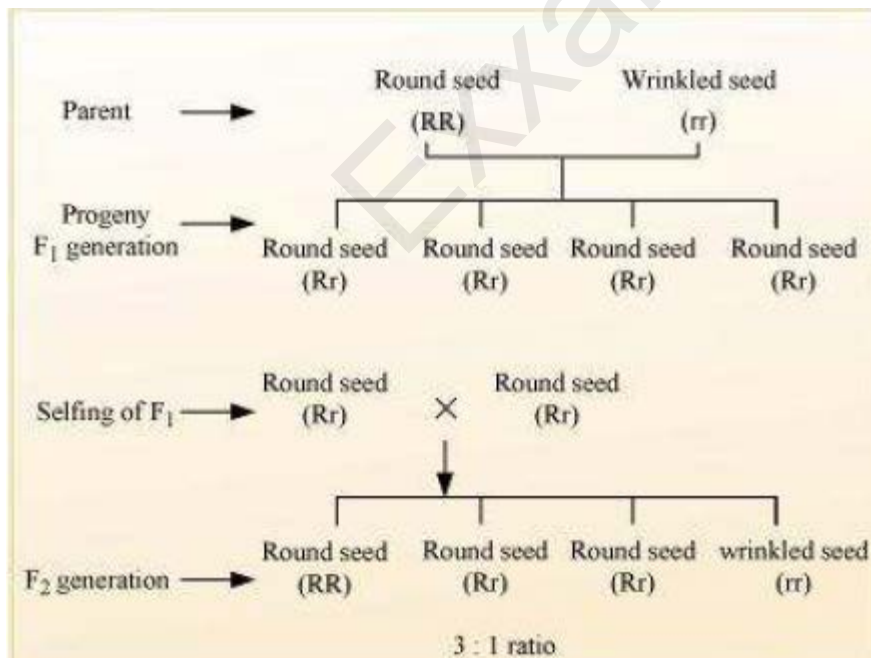 Exxa
Round seed Wrinkled seed
Parent (RR) (rr)
Progeny
F₁ generation
Round seed Round seed Round seed Round seed
(Rr) (Rr) (Rr) (Rr)
Round seed Round seed
Selfing of F₁ (Rr) × (Rr)
Round seed Round seed Round seed wrinkled seed
F₂ generation (RR) (Rr) (Rr) (rr)
3 : 1 ratio